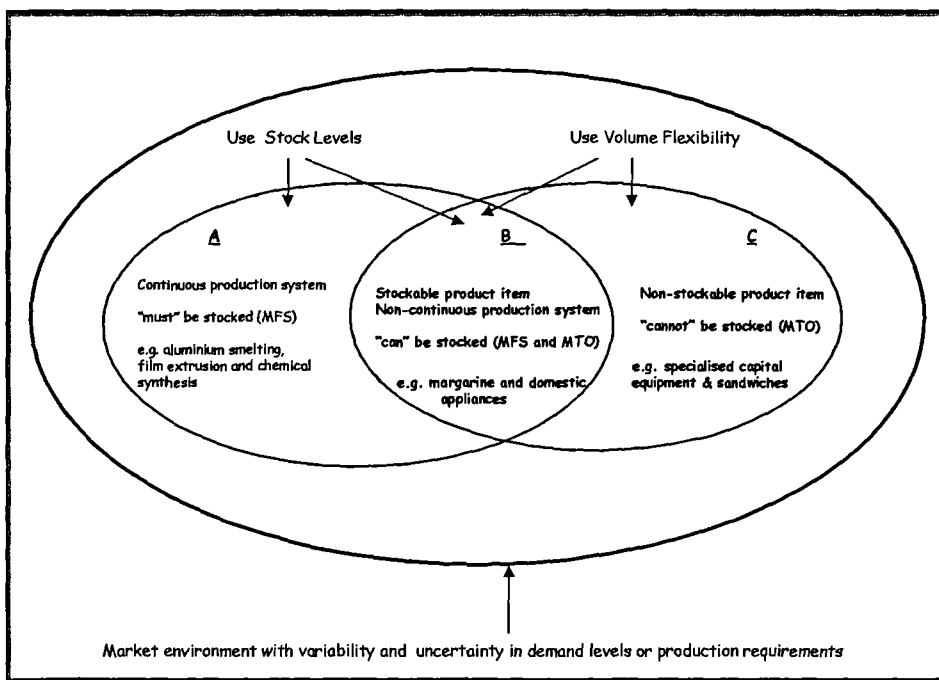 Use Stock Levels
Use Volume Flexibility
A
Continuous production system
"must" be stocked (MFS)
e.g. aluminium smelting,
film extrusion and chemical
synthesis
B
Stockable product item
Non-continuous production system
"can" be stocked (MFS and MTO)
e.g. margarine and domestic
appliances
C
Non-stockable product item
"cannot" be stocked (MTO)
e.g. specialised capital
equipment & sandwiches
Market environment with variability and uncertainty in demand levels or production requirements